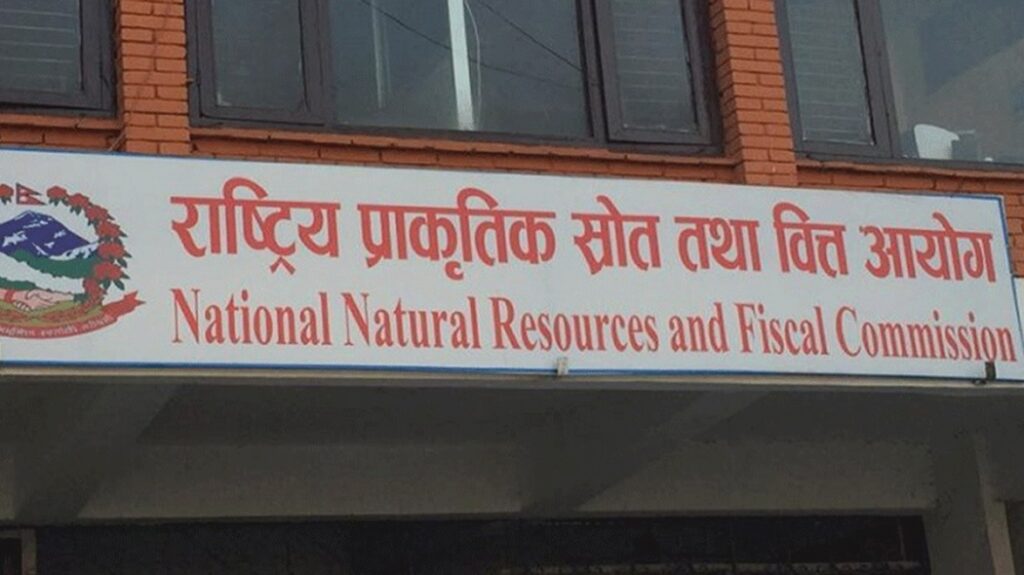 राष्ट्रिय प्राकृतिक स्रोत तथा वित्त आयोग
National Natural Resources and Fiscal Commission